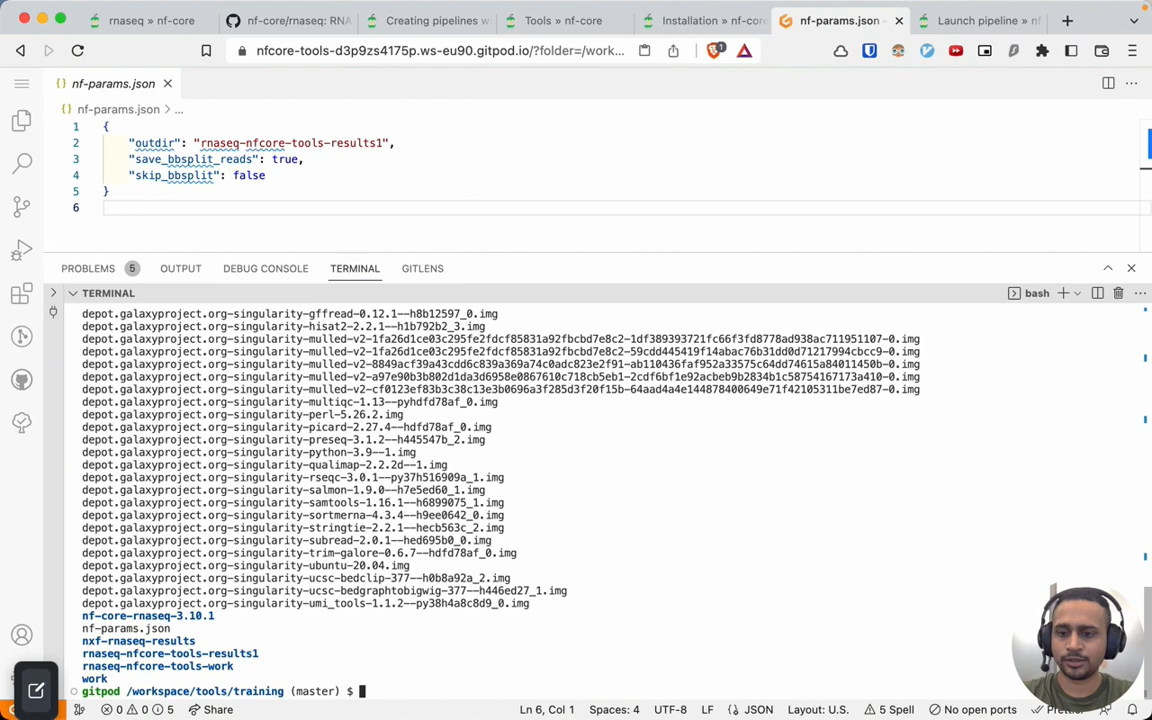 rnaseq » nf-core
nf-core/rnaseq: RNA
Creating pipelines w
Tools » nf-core
Installation » nf-core
nf-params.json -
Launch pipeline » nf
nfcore-tools-d3p9zs4175p.ws-eu90.gitpod.io/?folder=/work...
1
{} nf-params.json
{} nf-params.json > ...
1 {
2 "outdir": "rnaseq-nfcore-tools-results1",
3 "save_bbsplit_reads": true,
4 "skip_bbsplit": false
5 }
6
PROBLEMS 5 OUTPUT DEBUG CONSOLE TERMINAL GITLENS
TERMINAL
bash
depot.galaxyproject.org-singularity-gffread-0.12.1--h8b12597_0.img
depot.galaxyproject.org-singularity-hisat2-2.2.1--h1b792b2_3.img
depot.galaxyproject.org-singularity-mulled-v2-1fa26d1ce03c295fe2fdcf85831a92fbcbd7e8c2-1df389393721fc66f3fd8778ad938ac711951107-0.img
depot.galaxyproject.org-singularity-mulled-v2-1fa26d1ce03c295fe2fdcf85831a92fbcbd7e8c2-59cdd445419f14abac76b31dd0d71217994cbcc9-0.img
depot.galaxyproject.org-singularity-mulled-v2-8849acf39a43cdd6c839a369a74c0adc823e2f91-ab110436faf952a33575c64dd74615a84011450b-0.img
depot.galaxyproject.org-singularity-mulled-v2-a97e90b3b802d1da3d6958e0867610c718cb5eb1-2cdf6bf1e92acbeb9b2834b1c58754167173a410-0.img
depot.galaxyproject.org-singularity-mulled-v2-cf0123ef83b3c38c13e3b0696a3f285d3f20f15b-64aad4a4e144878400649e71f42105311be7ed87-0.img
depot.galaxyproject.org-singularity-multiqc-1.13--pyhdfd78af_0.img
depot.galaxyproject.org-singularity-perl-5.26.2.img
depot.galaxyproject.org-singularity-picard-2.27.4--hdfd78af_0.img
depot.galaxyproject.org-singularity-preseq-3.1.2--h445547b_2.img
depot.galaxyproject.org-singularity-python-3.9--1.img
depot.galaxyproject.org-singularity-qualimap-2.2.2d--1.img
depot.galaxyproject.org-singularity-rseqc-3.0.1--py37h516909a_1.img
depot.galaxyproject.org-singularity-salmon-1.9.0--h7e5ed60_1.img
depot.galaxyproject.org-singularity-samtools-1.16.1--h6899075_1.img
depot.galaxyproject.org-singularity-sortmerna-4.3.4--h9ee0642_0.img
depot.galaxyproject.org-singularity-stringtie-2.2.1--hecb563c_2.img
depot.galaxyproject.org-singularity-subread-2.0.1--hed695b0_0.img
depot.galaxyproject.org-singularity-trim-galore-0.6.7--hdfd78af_0.img
depot.galaxyproject.org-singularity-ubuntu-20.04.img
depot.galaxyproject.org-singularity-ucsc-bedclip-377--h0b8a92a_2.img
depot.galaxyproject.org-singularity-ucsc-bedgraphtobigwig-377--h446ed27_1.img
depot.galaxyproject.org-singularity-umi_tools-1.1.2--py38h4a8c8d9_0.img
nf-core-rnaseq-3.10.1
nf-params.json
nxf-rnaseq-results
rnaseq-nfcore-tools-results1
rnaseq-nfcore-tools-work
work
gitpod /workspace/tools/training (master) $
0 0 5 Share Ln 6, Col 1 Spaces: 4 UTF-8 LF {} JSON Layout: U.S. 5 Spell No open ports